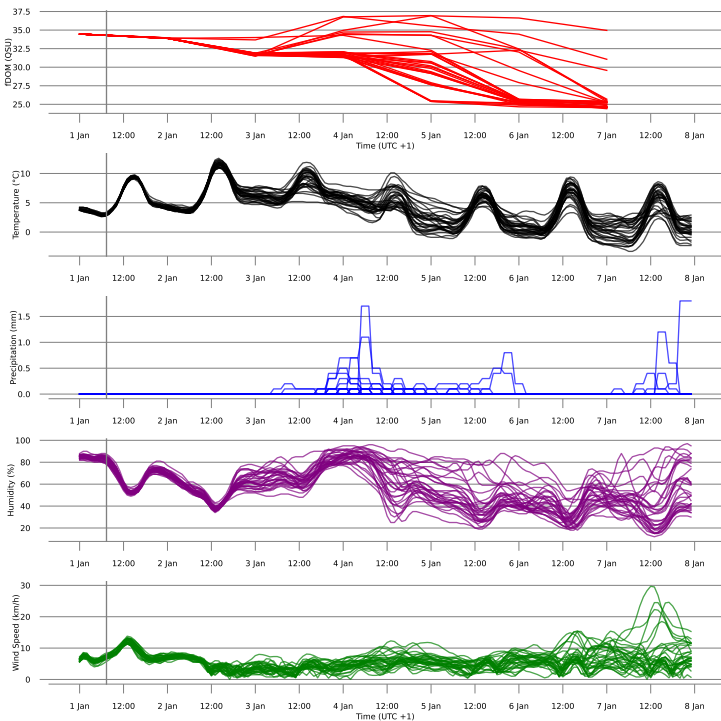 37.5
35.0
32.5
30.0
27.5
25.0
fDOM (QSU)
1 Jan 12:00 2 Jan 12:00 3 Jan 12:00 4 Jan 12:00 5 Jan 12:00 6 Jan 12:00 7 Jan 12:00 8 Jan
Time (UTC +1)
10
5
0
Temperature (°C)
1 Jan 12:00 2 Jan 12:00 3 Jan 12:00 4 Jan 12:00 5 Jan 12:00 6 Jan 12:00 7 Jan 12:00 8 Jan
1.5
1.0
0.5
0.0
Precipitation (mm)
1 Jan 12:00 2 Jan 12:00 3 Jan 12:00 4 Jan 12:00 5 Jan 12:00 6 Jan 12:00 7 Jan 12:00 8 Jan
100
80
60
40
20
Humidity (%)
1 Jan 12:00 2 Jan 12:00 3 Jan 12:00 4 Jan 12:00 5 Jan 12:00 6 Jan 12:00 7 Jan 12:00 8 Jan
30
20
10
0
Wind Speed (km/h)
1 Jan 12:00 2 Jan 12:00 3 Jan 12:00 4 Jan 12:00 5 Jan 12:00 6 Jan 12:00 7 Jan 12:00 8 Jan
Time (UTC +1)